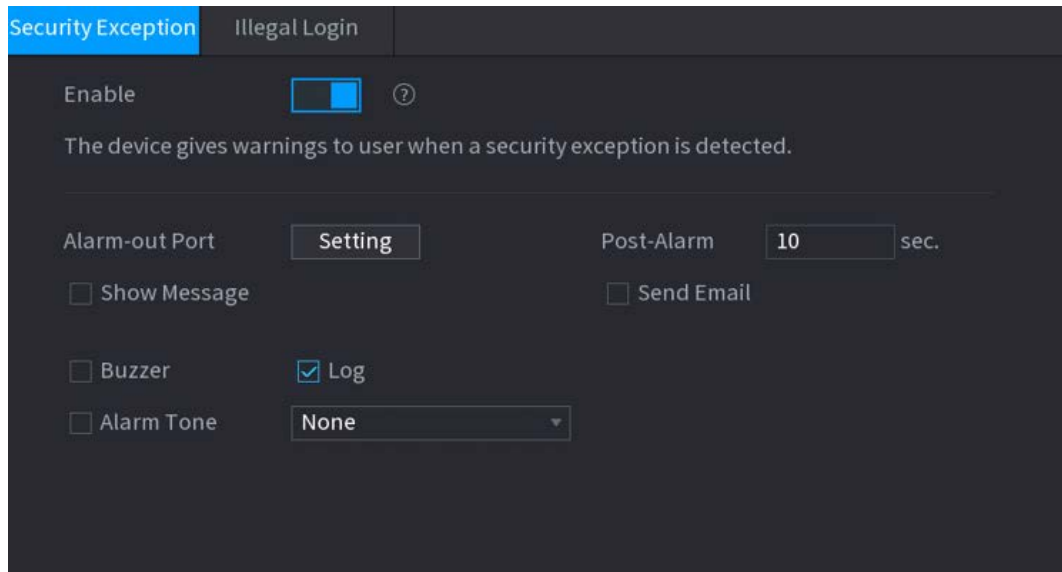 Security Exception Illegal Login
Enable ?
The device gives warnings to user when a security exception is detected.
Alarm-out Port Setting Post-Alarm 10 sec.
Show Message Send Email
Buzzer Log
Alarm Tone None